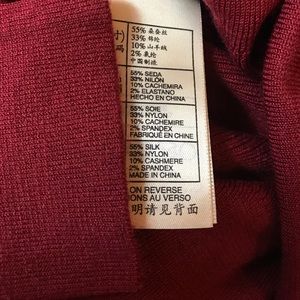 55% 桑蚕丝
33% 锦纶
10% 山羊绒
2% 氨纶
中国制造
55% SEDA
33% NILÓN
10% CACHEMIRA
2% ELASTANO
HECHO EN CHINA
55% SOIE
33% NYLON
10% CACHEMIRE
2% SPANDEX
FABRIQUÉ EN CHINE
55% SILK
33% NYLON
10% CASHMERE
2% SPANDEX
MADE IN CHINA
ON REVERSE
IONS AU VERSO
明请见背面